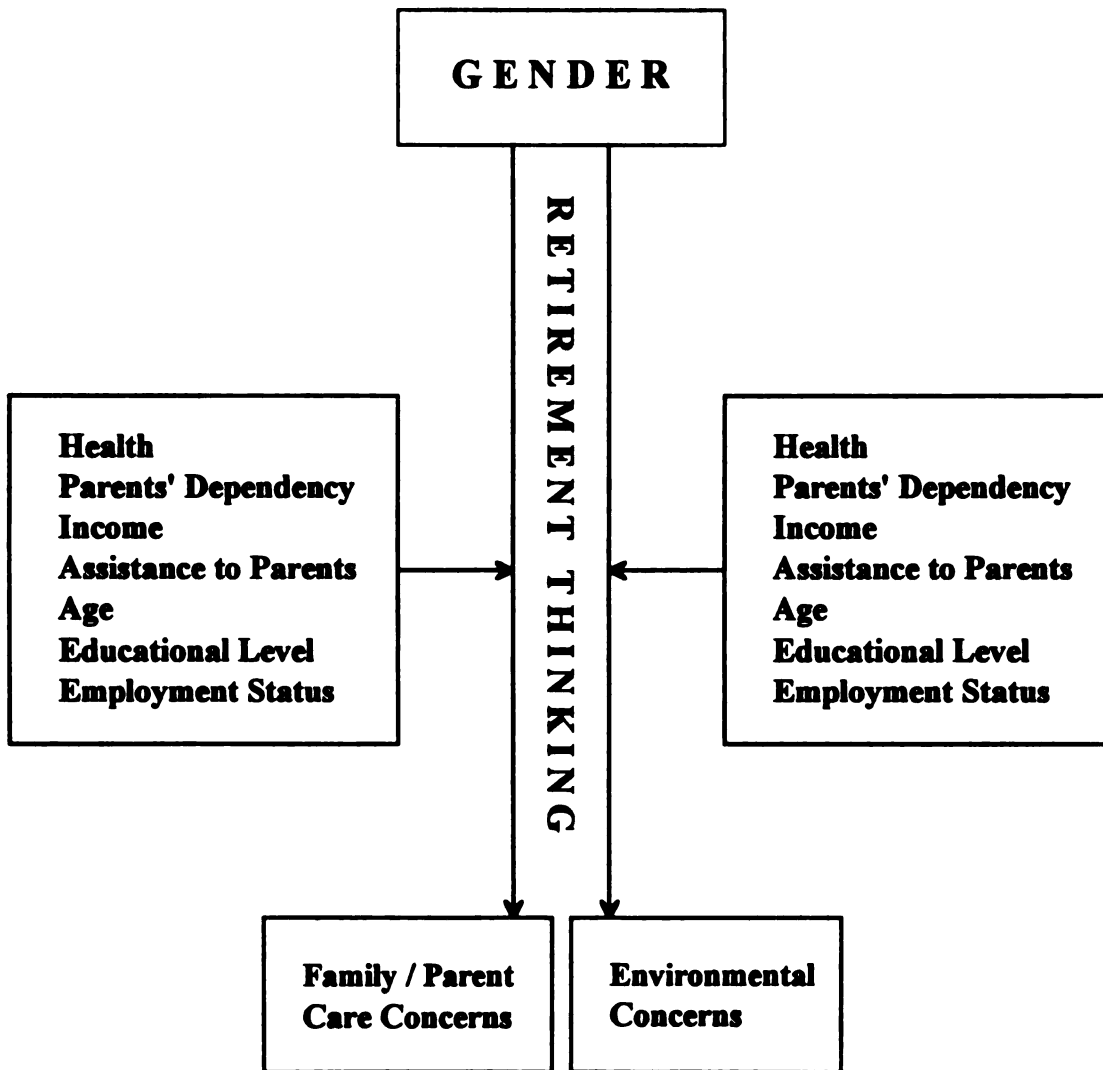 GENDER
RETIREMENT THINKING
Health
Parents' Dependency
Income
Assistance to Parents
Age
Educational Level
Employment Status
Health
Parents' Dependency
Income
Assistance to Parents
Age
Educational Level
Employment Status
Family / Parent
Care Concerns
Environmental
Concerns